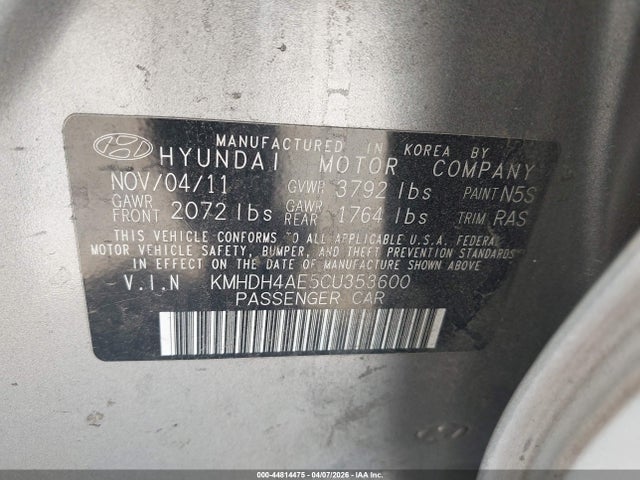 MANUFACTURED IN KOREA BY
HYUNDAI MOTOR COMPANY
NOV/04/11 GVWR 3792 lbs PAINT N5S
GAWR FRONT 2072 lbs GAWR REAR 1764 lbs TRIM RAS
THIS VEHICLE CONFORMS TO ALL APPLICABLE U.S.A. FEDERAL
MOTOR VEHICLE SAFETY, BUMPER, AND THEFT PREVENTION STANDARDS
IN EFFECT ON THE DATE OF MANUFACTURE SHOWN ABOVE.
V.I.N KMHDH4AE5CU353600
PASSENGER CAR
000-44814475 - 04/07/2026 - IAA Inc.